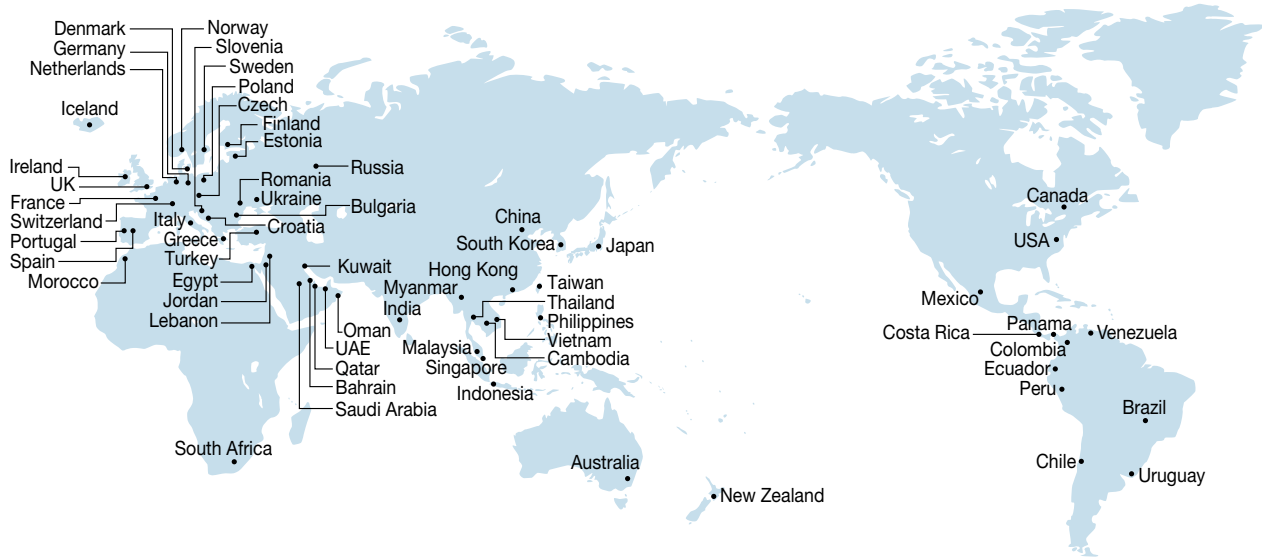 Denmark
Norway
Germany
Slovenia
Netherlands
Sweden
Poland
Czech
Iceland
Finland
Estonia
Ireland
Russia
UK
Romania
France
Ukraine
Bulgaria
Switzerland
Italy
Croatia
Portugal
Greece
Spain
Turkey
Morocco
Egypt
Kuwait
Jordan
Lebanon
Oman
UAE
Qatar
Bahrain
Saudi Arabia
South Africa
China
South Korea
Japan
Hong Kong
Myanmar
Taiwan
India
Thailand
Philippines
Vietnam
Malaysia
Cambodia
Singapore
Indonesia
Australia
New Zealand
Canada
USA
Mexico
Panama
Costa Rica
Venezuela
Colombia
Ecuador
Peru
Brazil
Chile
Uruguay